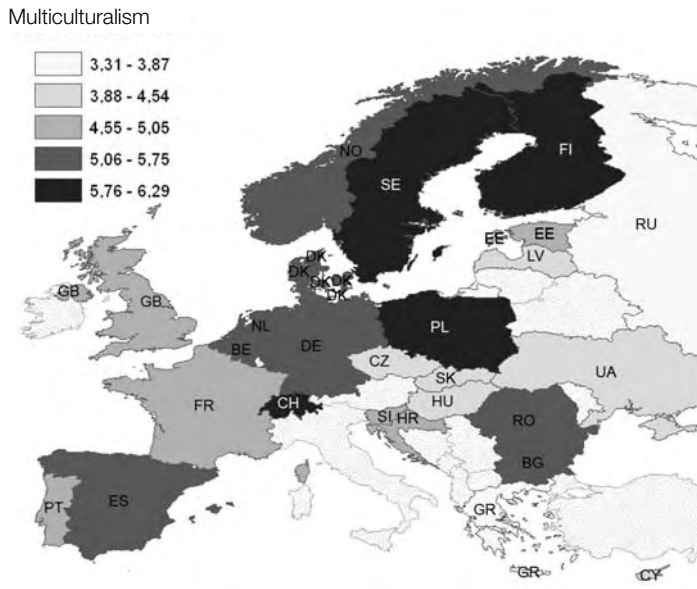 Multiculturalism
3,31 - 3,87
3,88 - 4,54
4,55 - 5,05
5,06 - 5,75
5,76 - 6,29
NO
FI
SE
RU
EE
EE
DK
LV
DK
DK
DK
DK
GB
GB
NL
PL
BE
DE
CZ
UA
SK
FR
CH
HU
SI
HR
RO
BG
PT
ES
GR
GR
CY